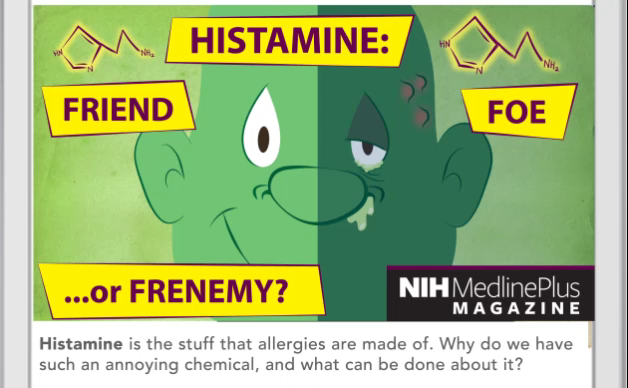 HISTAMINE:
HN
N
NH₂
HN
N
NH₂
FRIEND
FOE
...or FRENEMY?
NIH MedlinePlus
MAGAZINE
Histamine is the stuff that allergies are made of. Why do we have
such an annoying chemical, and what can be done about it?